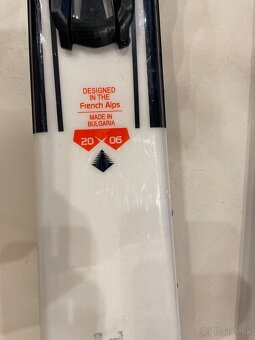 DESIGNED
IN THE
French Alps
MADE IN
BULGARIA
20 06